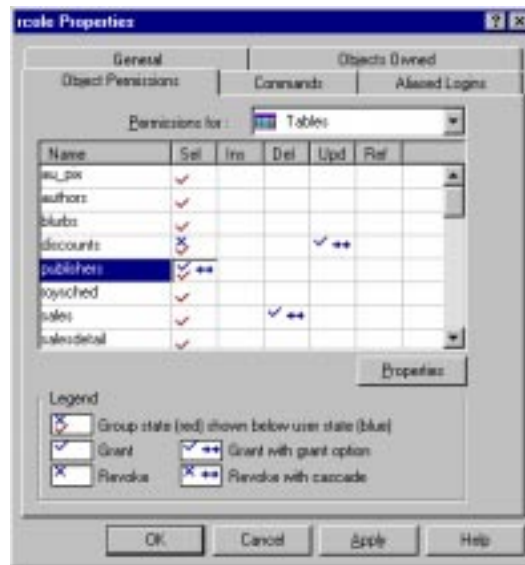 rcole Properties
General
Objects Owned
Object Permissions
Commands
Aliased Logins
Permissions for:
Tables
Name Sel Ins Del Upd Ref
au_pix
authors
blurbs
discounts
publishers
roysched
sales
salesdetail
Properties
Legend
Group state (red) shown below user state (blue)
Grant
Grant with grant option
Revoke
Revoke with cascade
OK
Cancel
Apply
Help